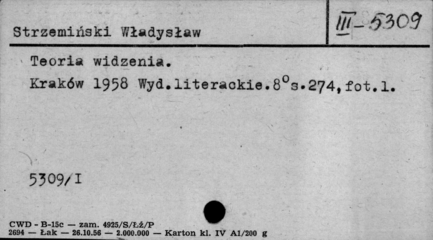 Strzemiński Władysław
III-5309
Teoria widzenia.
Kraków 1958 Wyd.literackie.8°s.274,fot.1.
5309/I
CWD - B-15c — zam. 4925/S/Łż/P
2694 — Łak — 26.10.56 — 2.000.000 — Karton kl. IV A1/200 g